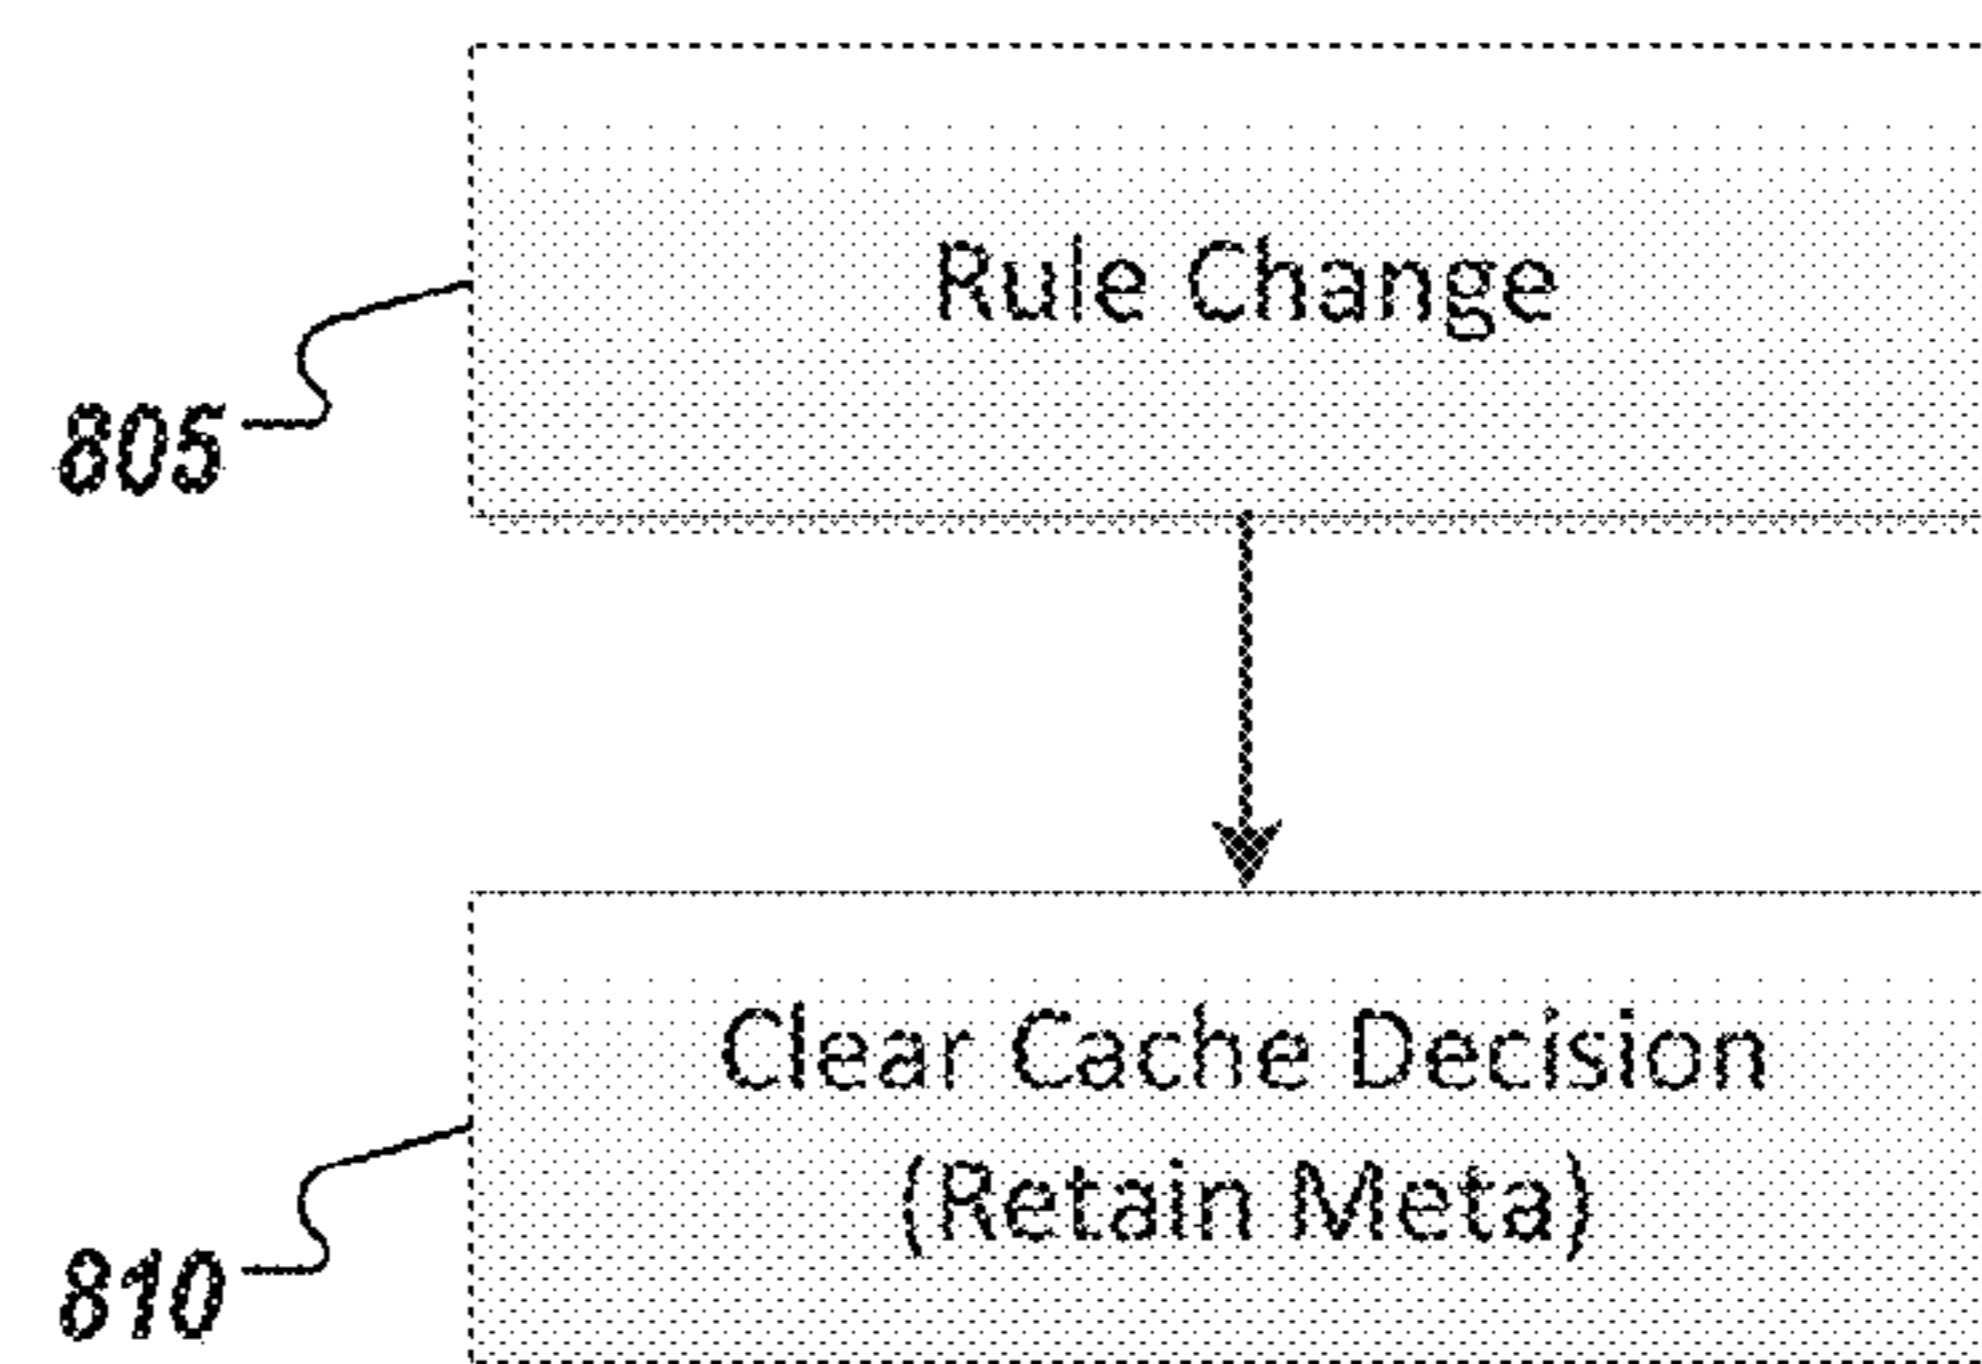 Rule Change
805
Clear Cache Decision
(Retain Meta)
810